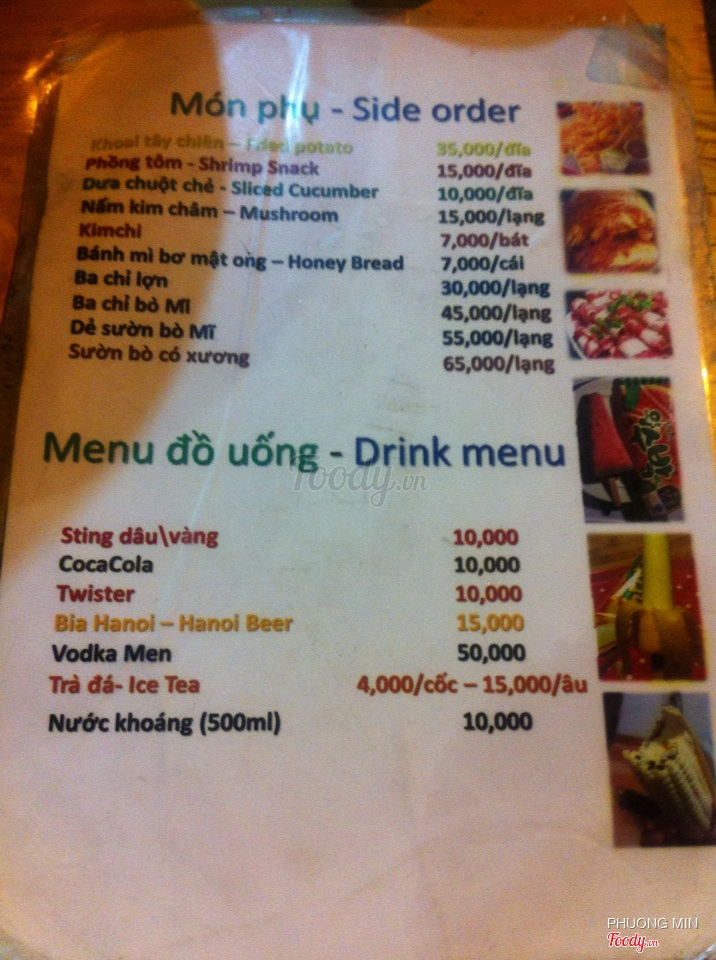 Món phụ - Side order
Khoai tây chiên – Fried potato 35,000/đĩa
Phồng tôm - Shrimp Snack 15,000/đĩa
Dưa chuột chẻ - Sliced Cucumber 10,000/đĩa
Nấm kim châm – Mushroom 15,000/lạng
Kimchi 7,000/bát
Bánh mì bơ mật ong – Honey Bread 7,000/cái
Ba chỉ lợn 30,000/lạng
Ba chỉ bò Mĩ 45,000/lạng
Dẻ sườn bò Mĩ 55,000/lạng
Sườn bò có xương 65,000/lạng
Menu đồ uống - Drink menu
Foody.vn
Sting dâu\vàng 10,000
CocaCola 10,000
Twister 10,000
Bia Hanoi – Hanoi Beer 15,000
Vodka Men 50,000
Trà đá- Ice Tea 4,000/cốc – 15,000/âu
Nước khoáng (500ml) 10,000
PHUONG MIN
Foody.vn